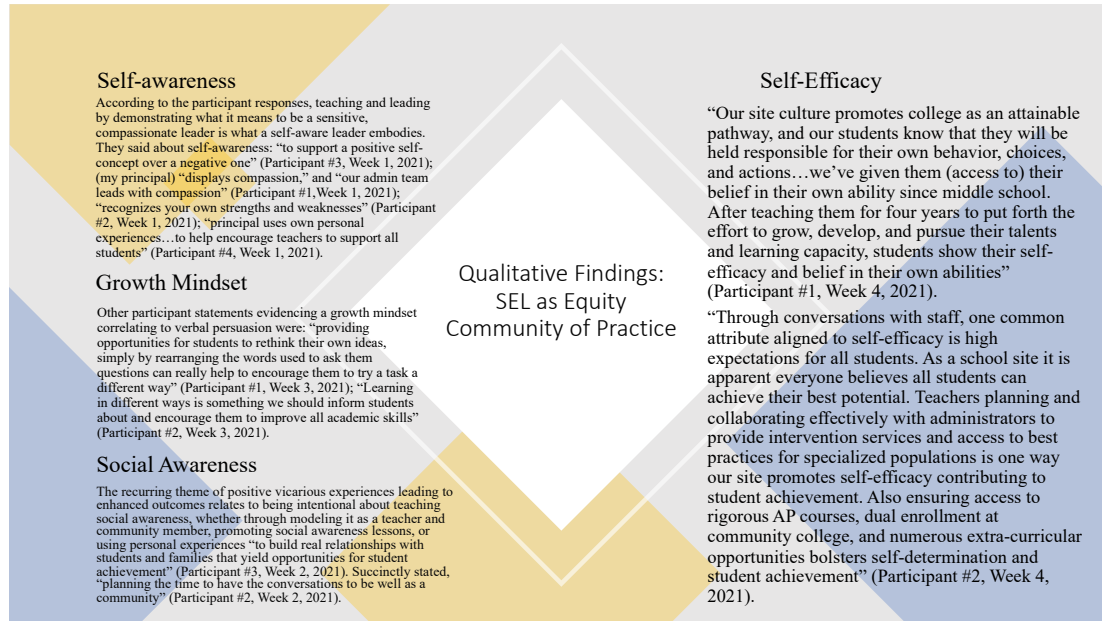 Self-awareness
According to the participant responses, teaching and leading
by demonstrating what it means to be a sensitive,
compassionate leader is what a self-aware leader embodies.
They said about self-awareness: “to support a positive self-
concept over a negative one” (Participant #3, Week 1, 2021);
(my principal) “displays compassion,” and “our admin team
leads with compassion” (Participant #1,Week 1, 2021);
“recognizes your own strengths and weaknesses” (Participant
#2, Week 1, 2021); “principal uses own personal
experiences…to help encourage teachers to support all
students” (Participant #4, Week 1, 2021).
Growth Mindset
Other participant statements evidencing a growth mindset
correlating to verbal persuasion were: “providing
opportunities for students to rethink their own ideas,
simply by rearranging the words used to ask them
questions can really help to encourage them to try a task a
different way” (Participant #1, Week 3, 2021); “Learning
in different ways is something we should inform students
about and encourage them to improve all academic skills”
(Participant #2, Week 3, 2021).
Social Awareness
The recurring theme of positive vicarious experiences leading to
enhanced outcomes relates to being intentional about teaching
social awareness, whether through modeling it as a teacher and
community member, promoting social awareness lessons, or
using personal experiences “to build real relationships with
students and families that yield opportunities for student
achievement” (Participant #3, Week 2, 2021). Succinctly stated,
“planning the time to have the conversations to be well as a
community” (Participant #2, Week 2, 2021).
Qualitative Findings:
SEL as Equity
Community of Practice
Self-Efficacy
“Our site culture promotes college as an attainable
pathway, and our students know that they will be
held responsible for their own behavior, choices,
and actions…we’ve given them (access to) their
belief in their own ability since middle school.
After teaching them for four years to put forth the
effort to grow, develop, and pursue their talents
and learning capacity, students show their self-
efficacy and belief in their own abilities”
(Participant #1, Week 4, 2021).
“Through conversations with staff, one common
attribute aligned to self-efficacy is high
expectations for all students. As a school site it is
apparent everyone believes all students can
achieve their best potential. Teachers planning and
collaborating effectively with administrators to
provide intervention services and access to best
practices for specialized populations is one way
our site promotes self-efficacy contributing to
student achievement. Also ensuring access to
rigorous AP courses, dual enrollment at
community college, and numerous extra-curricular
opportunities bolsters self-determination and
student achievement” (Participant #2, Week 4,
2021).